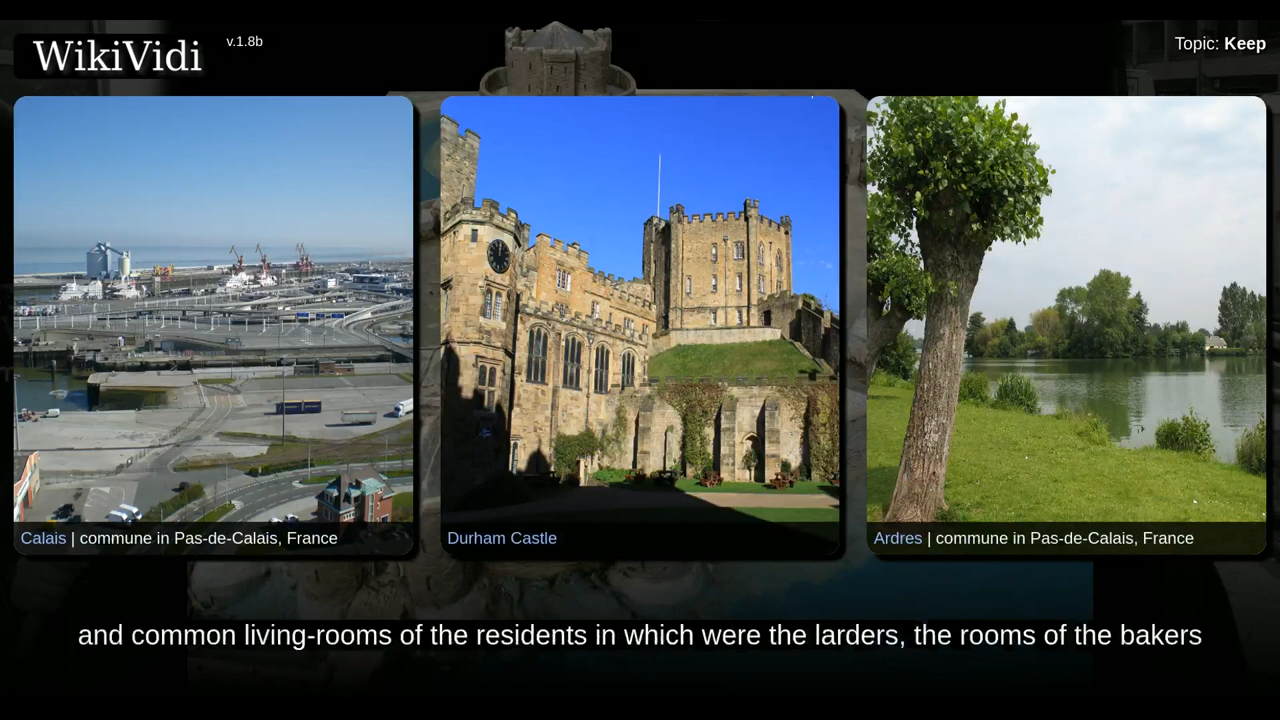 WikiVidi
v.1.8b
Topic: Keep
Calais | commune in Pas-de-Calais, France
Durham Castle
Ardres | commune in Pas-de-Calais, France
and common living-rooms of the residents in which were the larders, the rooms of the bakers